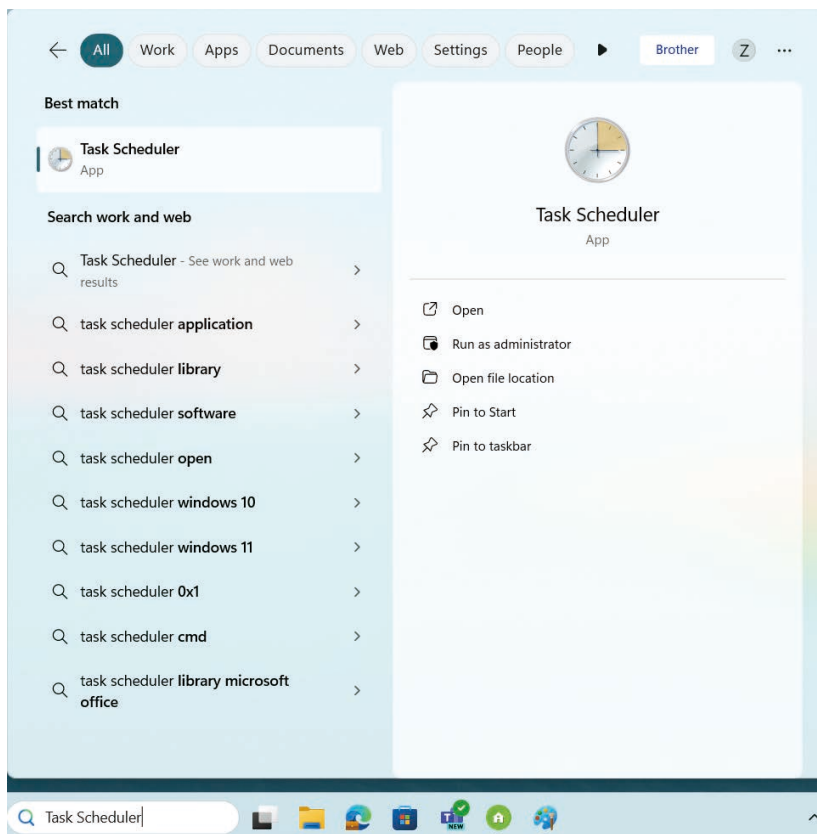 All Work Apps Documents Web Settings People Brother Z ...
Best match
Task Scheduler
App
Search work and web
Task Scheduler - See work and web
results
task scheduler application
task scheduler library
task scheduler software
task scheduler open
task scheduler windows 10
task scheduler windows 11
task scheduler 0x1
task scheduler cmd
task scheduler library microsoft
office
Task Scheduler
App
Open
Run as administrator
Open file location
Pin to Start
Pin to taskbar
Task Scheduler
T
NEW